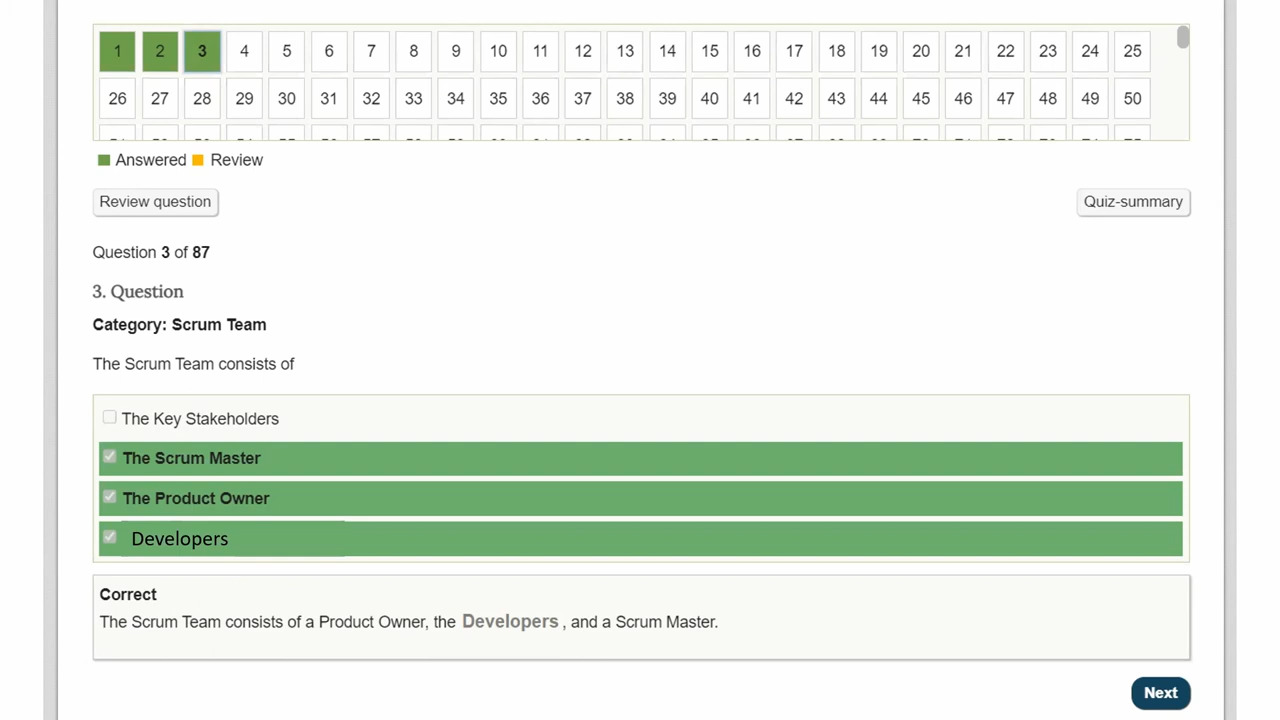 1 2 3 4 5 6 7 8 9 10 11 12 13 14 15 16 17 18 19 20 21 22 23 24 25
26 27 28 29 30 31 32 33 34 35 36 37 38 39 40 41 42 43 44 45 46 47 48 49 50
Answered Review
Review question Quiz-summary
Question 3 of 87
3. Question
Category: Scrum Team
The Scrum Team consists of
The Key Stakeholders
The Scrum Master
The Product Owner
Developers
Correct
The Scrum Team consists of a Product Owner, the Developers , and a Scrum Master.
Next